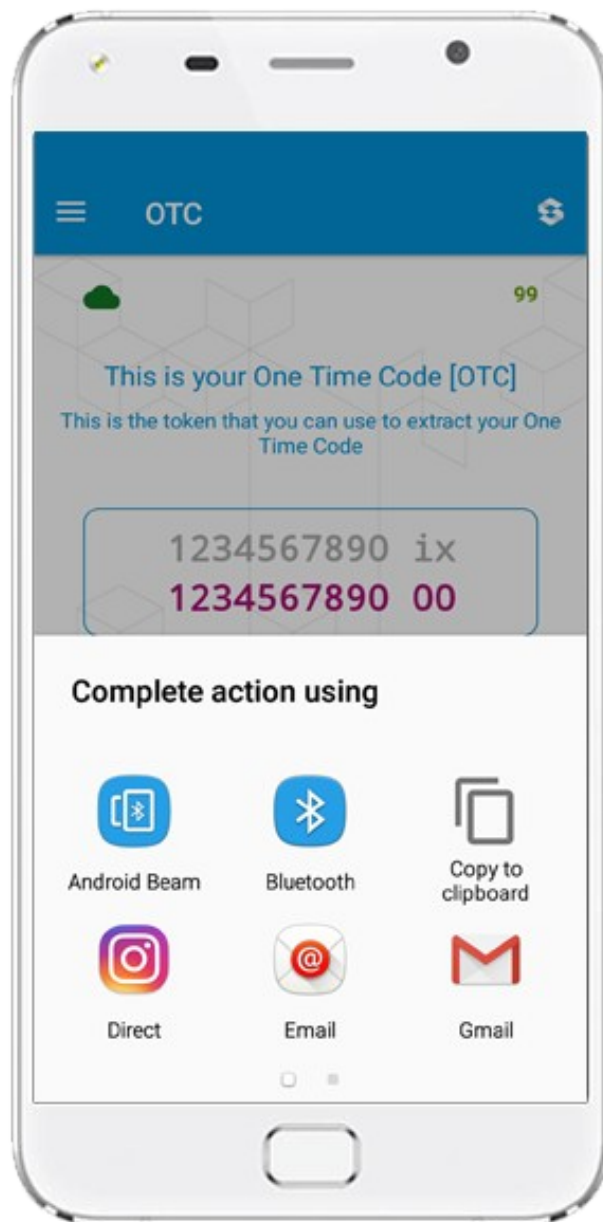 OTC
99
This is your One Time Code [OTC]
This is the token that you can use to extract your One
Time Code
1234567890 ix
1234567890 00
Complete action using
Android Beam
Bluetooth
Copy to
clipboard
Direct
Email
Gmail